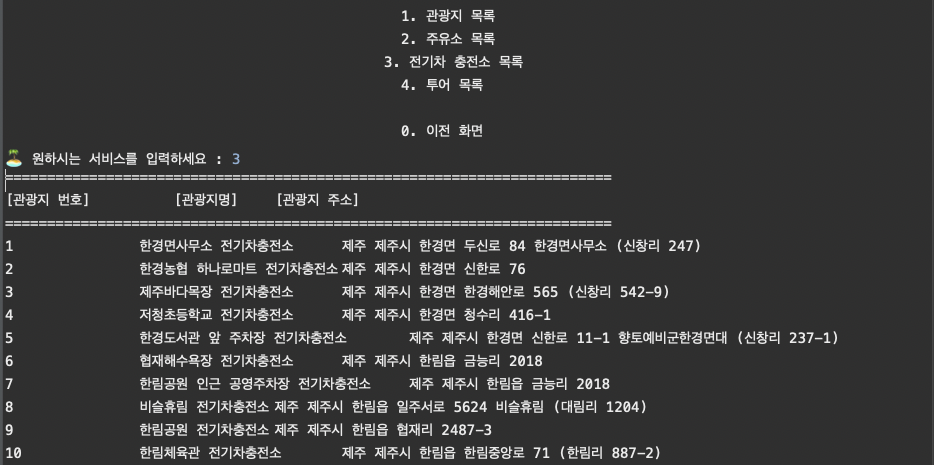 1. 관광지 목록
2. 주유소 목록
3. 전기차 충전소 목록
4. 투어 목록
0. 이전 화면
🏝️ 원하시는 서비스를 입력하세요 : 3
==========================================================================
[관광지 번호] [관광지명] [관광지 주소]
==========================================================================
1 한경면사무소 전기차충전소 제주 제주시 한경면 두신로 84 한경면사무소 (신창리 247)
2 한경농협 하나로마트 전기차충전소 제주 제주시 한경면 신한로 76
3 제주바다목장 전기차충전소 제주 제주시 한경면 한경해안로 565 (신창리 542-9)
4 저청초등학교 전기차충전소 제주 제주시 한경면 청수리 416-1
5 한경도서관 앞 주차장 전기차충전소 제주 제주시 한경면 신한로 11-1 향토예비군한경면대 (신창리 237-1)
6 협재해수욕장 전기차충전소 제주 제주시 한림읍 금능리 2018
7 한림공원 인근 공영주차장 전기차충전소 제주 제주시 한림읍 금능리 2018
8 비슬휴림 전기차충전소 제주 제주시 한림읍 일주서로 5624 비슬휴림 (대림리 1204)
9 한림공원 전기차충전소 제주 제주시 한림읍 협재리 2487-3
10 한림체육관 전기차충전소 제주 제주시 한림읍 한림중앙로 71 (한림리 887-2)